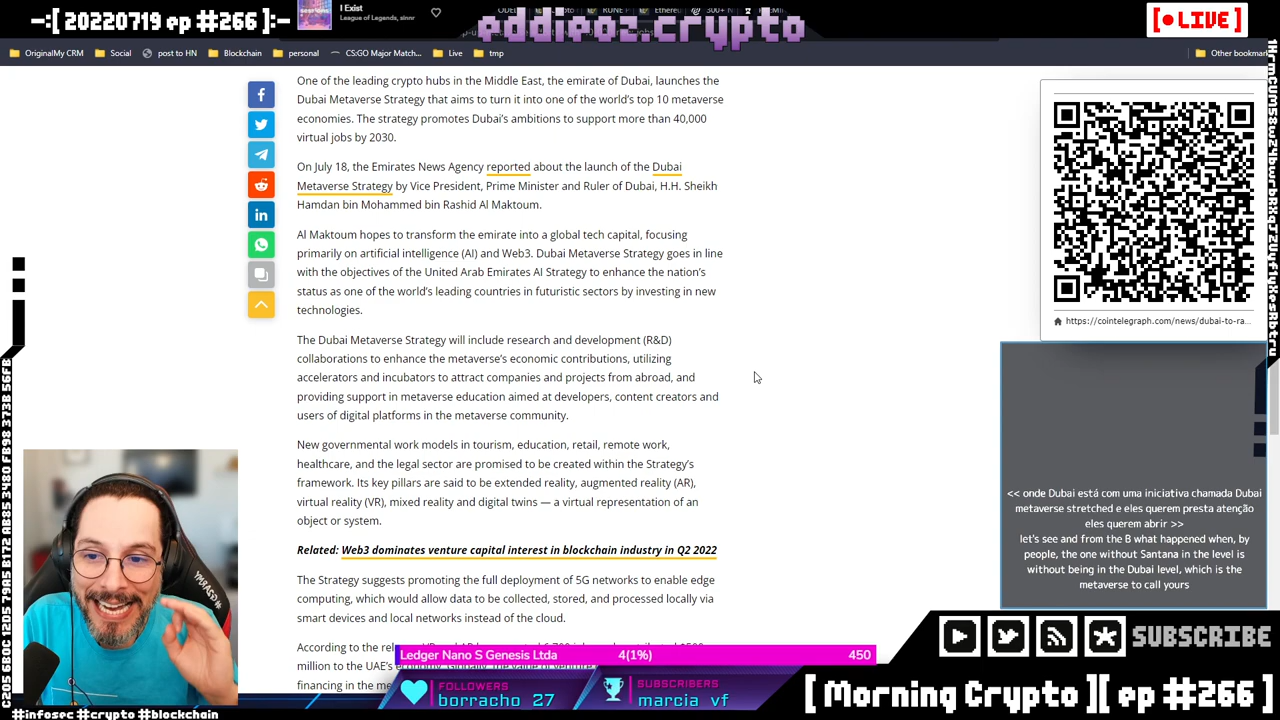 -:[ 20220719 ep #266 ]:-
I Exist
League of Legends, slnnr
eddieoz.crypto
[● LIVE]
OriginalMy CRM
Social
post to HN
Blockchain
personal
CS:GO Major Match...
Live
tmp
Other bookmar
One of the leading crypto hubs in the Middle East, the emirate of Dubai, launches the
Dubai Metaverse Strategy that aims to turn it into one of the world's top 10 metaverse
economies. The strategy promotes Dubai's ambitions to support more than 40,000
virtual jobs by 2030.
On July 18, the Emirates News Agency reported about the launch of the Dubai
Metaverse Strategy by Vice President, Prime Minister and Ruler of Dubai, H.H. Sheikh
Hamdan bin Mohammed bin Rashid Al Maktoum.
Al Maktoum hopes to transform the emirate into a global tech capital, focusing
primarily on artificial intelligence (AI) and Web3. Dubai Metaverse Strategy goes in line
with the objectives of the United Arab Emirates AI Strategy to enhance the nation's
status as one of the world's leading countries in futuristic sectors by investing in new
technologies.
The Dubai Metaverse Strategy will include research and development (R&D)
collaborations to enhance the metaverse's economic contributions, utilizing
accelerators and incubators to attract companies and projects from abroad, and
providing support in metaverse education aimed at developers, content creators and
users of digital platforms in the metaverse community.
New governmental work models in tourism, education, retail, remote work,
healthcare, and the legal sector are promised to be created within the Strategy's
framework. Its key pillars are said to be extended reality, augmented reality (AR),
virtual reality (VR), mixed reality and digital twins — a virtual representation of an
object or system.
Related: Web3 dominates venture capital interest in blockchain industry in Q2 2022
The Strategy suggests promoting the full deployment of 5G networks to enable edge
computing, which would allow data to be collected, stored, and processed locally via
smart devices and local networks instead of the cloud.
According to the
million to the UAE's
financing in the
https://cointelegraph.com/news/dubai-to-ra...
<< onde Dubai está com uma iniciativa chamada Dubai
metaverse stretched e eles querem presta atenção
eles querem abrir >>
let's see and from the B what happened when, by
people, the one without Santana in the level is
without being in the Dubai level, which is the
metaverse to call yours
Ledger Nano S Genesis Ltda 4(1%) 450
FOLLOWERS
borracho 27
SUBSCRIBERS
marcia vf
SUBSCRIBE
[ Morning Crypto ][ ep #266 ]
#infosec #crypto #blockchain